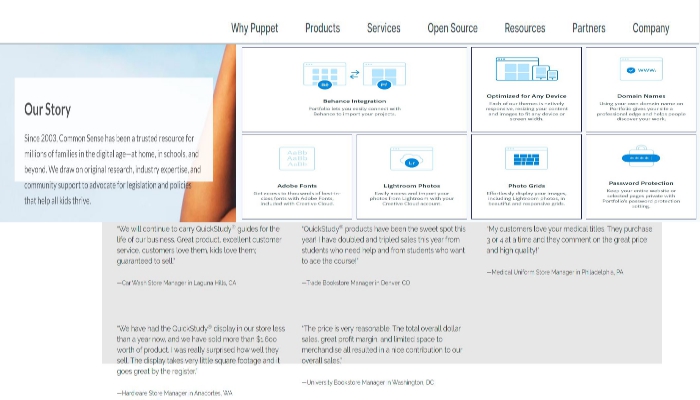 Why Puppet
Products
Services
Open Source
Resources
Partners
Company
Our Story
Since 2003, Common Sense has been a trusted resource for
millions of families in the digital age—at home, in schools, and
beyond. We draw on original research, industry expertise, and
community support to advocate for legislation and policies
that help all kids thrive.
Behance Integration
Portfolio lets you easily connect with
Behance to import your projects.
Optimized for Any Device
Each of our themes is natively
responsive, resizing your content
and images to fit any device or
screen width.
WWW.
Domain Names
Using your own domain name on
Portfolio gives your site a
professional edge and helps people
discover your work.
AaBb
AaBb
AaBb
Adobe Fonts
Get access to thousands of best-in-
class fonts with Adobe Fonts,
included with Creative Cloud.
Lightroom Photos
Easily access and import your
photos from Lightroom with your
Creative Cloud account.
Photo Grids
Effortlessly display your images,
including Lightroom photos, in
beautiful and responsive grids.
Password Protection
Keep your entire website or
selected pages private with
Portfolio's password protection
setting.
"We will continue to carry QuickStudy® guides for the
life of our business. Great product, excellent customer
service, customers love them, kids love them;
guaranteed to sell."
—Car Wash Store Manager in Laguna Hills, CA
"QuickStudy® products have been the sweet spot this
year! I have doubled and tripled sales this year from
students who need help and from students who want
to ace the course!"
—Trade Bookstore Manager in Denver, CO
"My customers love your medical titles. They purchase
3 or 4 at a time and they comment on the great price
and high quality!"
—Medical Uniform Store Manager in Philadelphia, PA
"We have had the QuickStudy® display in our store less
than a year now, and we have sold more than $1,600
worth of product. I was really surprised how well they
sell. The display takes very little square footage and it
goes great by the register."
—Hardware Store Manager in Anacortes, WA
"The price is very reasonable. The total overall dollar
sales, great profit margin, and limited space to
merchandise all resulted in a nice contribution to our
overall sales."
—University Bookstore Manager in Washington, DC